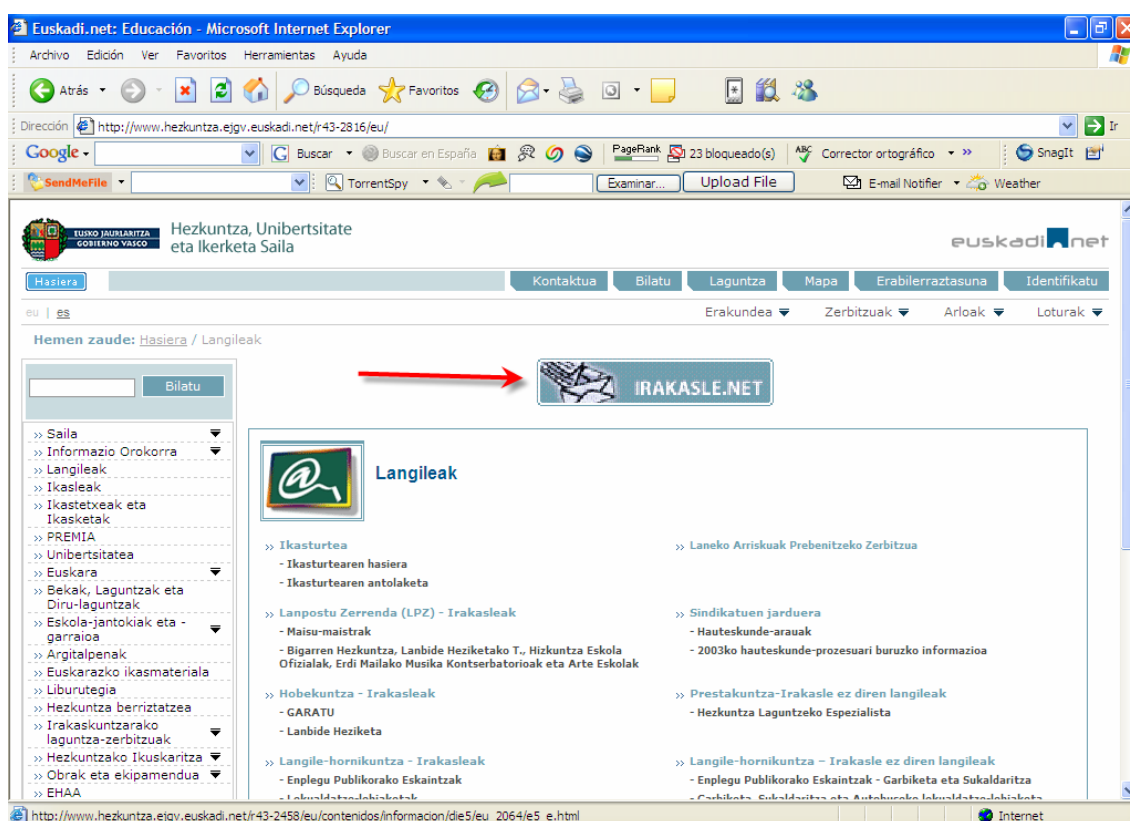 Euskadi.net: Educación - Microsoft Internet Explorer
Archivo Edición Ver Favoritos Herramientas Ayuda
Atrás Búsqueda Favoritos
Dirección http://www.hezkuntza.ejgv.euskadi.net/r43-2816/eu/ Ir
Google Buscar Buscar en España PageRank 23 bloqueado(s) ABC Corrector ortográfico » SnagIt
SendMeFile TorrentSpy Examinar... Upload File E-mail Notifier Weather
EUSKO JAURLARITZA
GOBIERNO VASCO
Hezkuntza, Unibertsitate
eta Ikerketa Saila
euskadi net
Hasiera Kontaktua Bilatu Laguntza Mapa Erabilerraztasuna Identifikatu
eu | es Erakundea Zerbitzuak Arloak Loturak
Hemen zaude: Hasiera / Langileak
Bilatu
IRAKASLE.NET
» Saila
» Informazio Orokorra
» Langileak
» Ikasleak
» Ikastetxeak eta
Ikasketak
» PREMIA
» Unibertsitatea
» Euskara
» Bekak, Laguntzak eta
Diru-laguntzak
» Eskola-jantokiak eta -
garraioa
» Argitalpenak
» Euskarazko ikasmateriala
» Liburutegia
» Hezkuntza berriztatzea
» Irakaskuntzarako
laguntza-zerbitzuak
» Hezkuntzako Ikuskaritza
» Obrak eta ekipamendua
» EHAA
Langileak
» Ikasturtea
- Ikasturtearen hasiera
- Ikasturtearen antolaketa
» Laneko Arriskuak Prebenitzeko Zerbitzua
» Lanpostu Zerrenda (LPZ) - Irakasleak
- Maisu-maistrak
- Bigarren Hezkuntza, Lanbide Heziketako T., Hizkuntza Eskola
Ofizialak, Erdi Mailako Musika Kontserbatorioak eta Arte Eskolak
» Sindikatuen jarduera
- Hauteskunde-arauak
- 2003ko hauteskunde-prozesuari buruzko informazioa
» Hobekuntza - Irakasleak
- GARATU
- Lanbide Heziketa
» Prestakuntza-Irakasle ez diren langileak
- Hezkuntza Laguntzeko Espezialista
» Langile-hornikuntza - Irakasleak
- Enplegu Publikorako Eskaintzak
- Lekualdatze-lehiaketak
» Langile-hornikuntza – Irakasle ez diren langileak
- Enplegu Publikorako Eskaintzak - Garbiketa eta Sukaldaritza
- Garbiketa, Sukaldaritza eta Autobuseko lekualdatze-lehiaketa
http://www.hezkuntza.ejgv.euskadi.net/r43-2458/eu/contenidos/informacion/die5/eu_2064/e5_e.html Internet